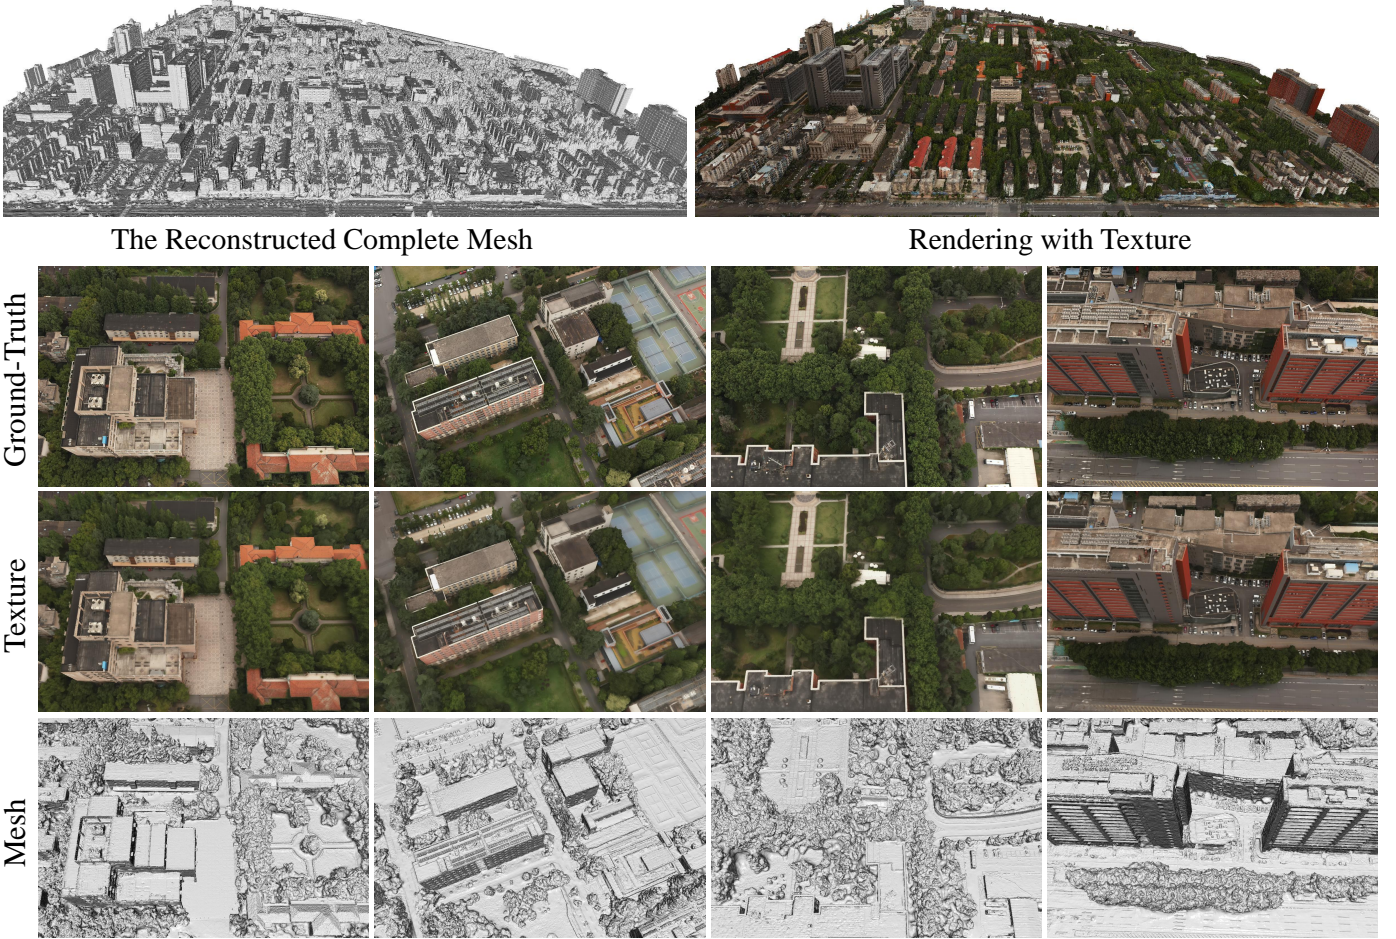 The Reconstructed Complete Mesh
Rendering with Texture
Ground-Truth
Texture
Mesh